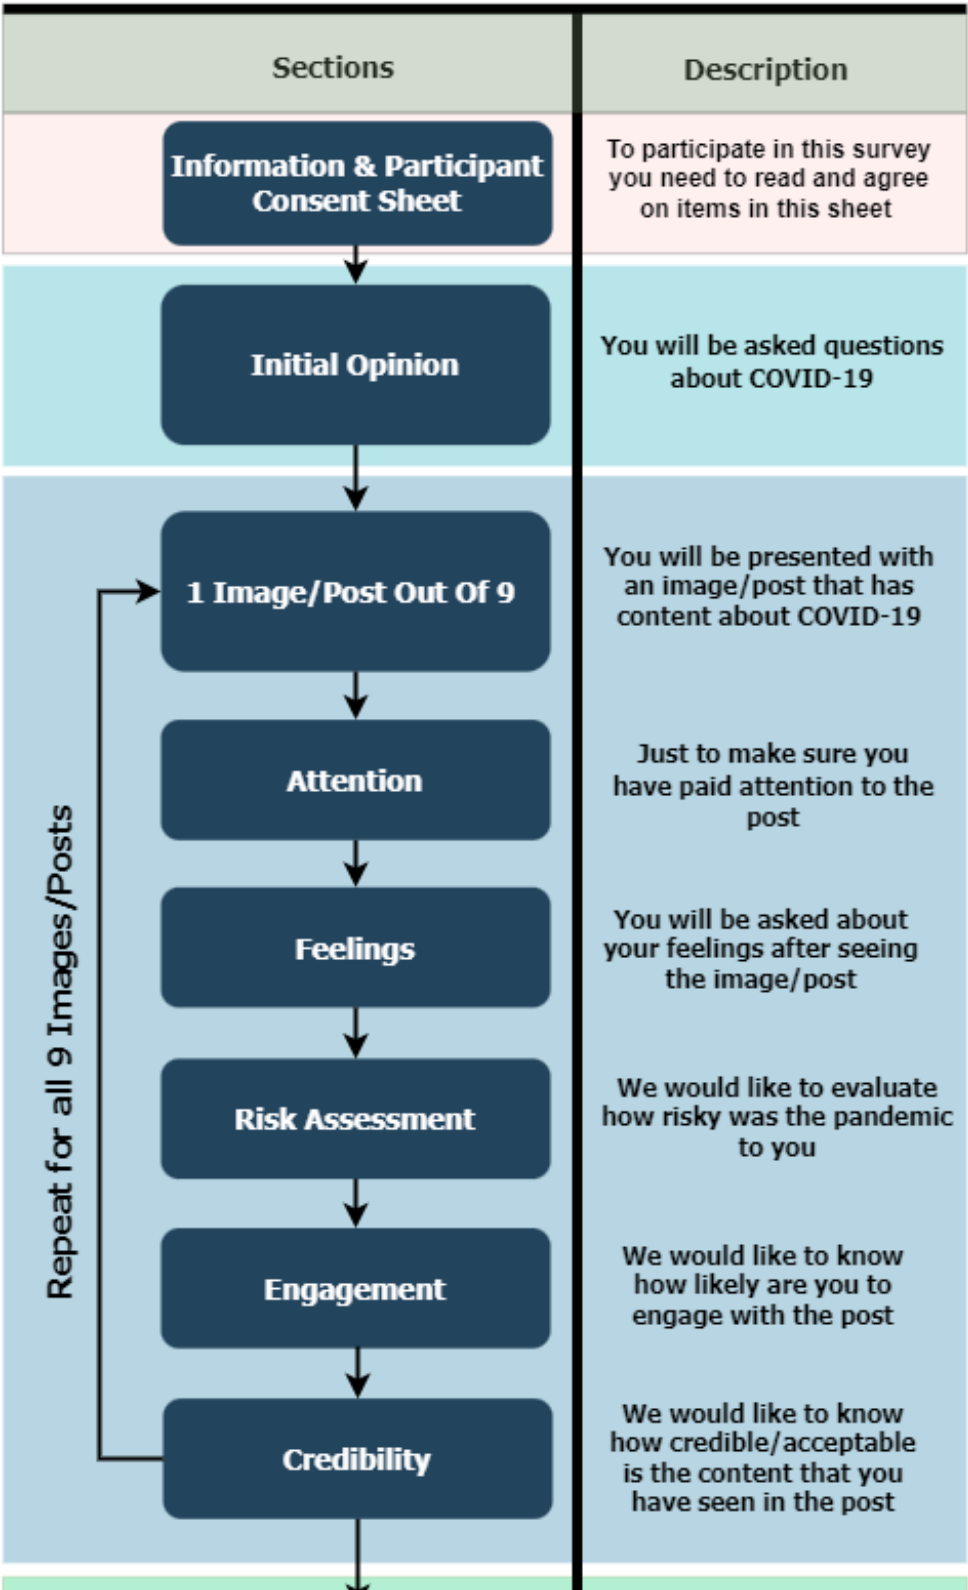 Sections
Description
Information & Participant
Consent Sheet
To participate in this survey
you need to read and agree
on items in this sheet
Initial Opinion
You will be asked questions
about COVID-19
1 Image/Post Out Of 9
You will be presented with
an image/post that has
content about COVID-19
Attention
Just to make sure you
have paid attention to the
post
Feelings
You will be asked about
your feelings after seeing
the image/post
Repeat for all 9 Images/Posts
Risk Assessment
We would like to evaluate
how risky was the pandemic
to you
Engagement
We would like to know
how likely are you to
engage with the post
Credibility
We would like to know
how credible/acceptable
is the content that you
have seen in the post